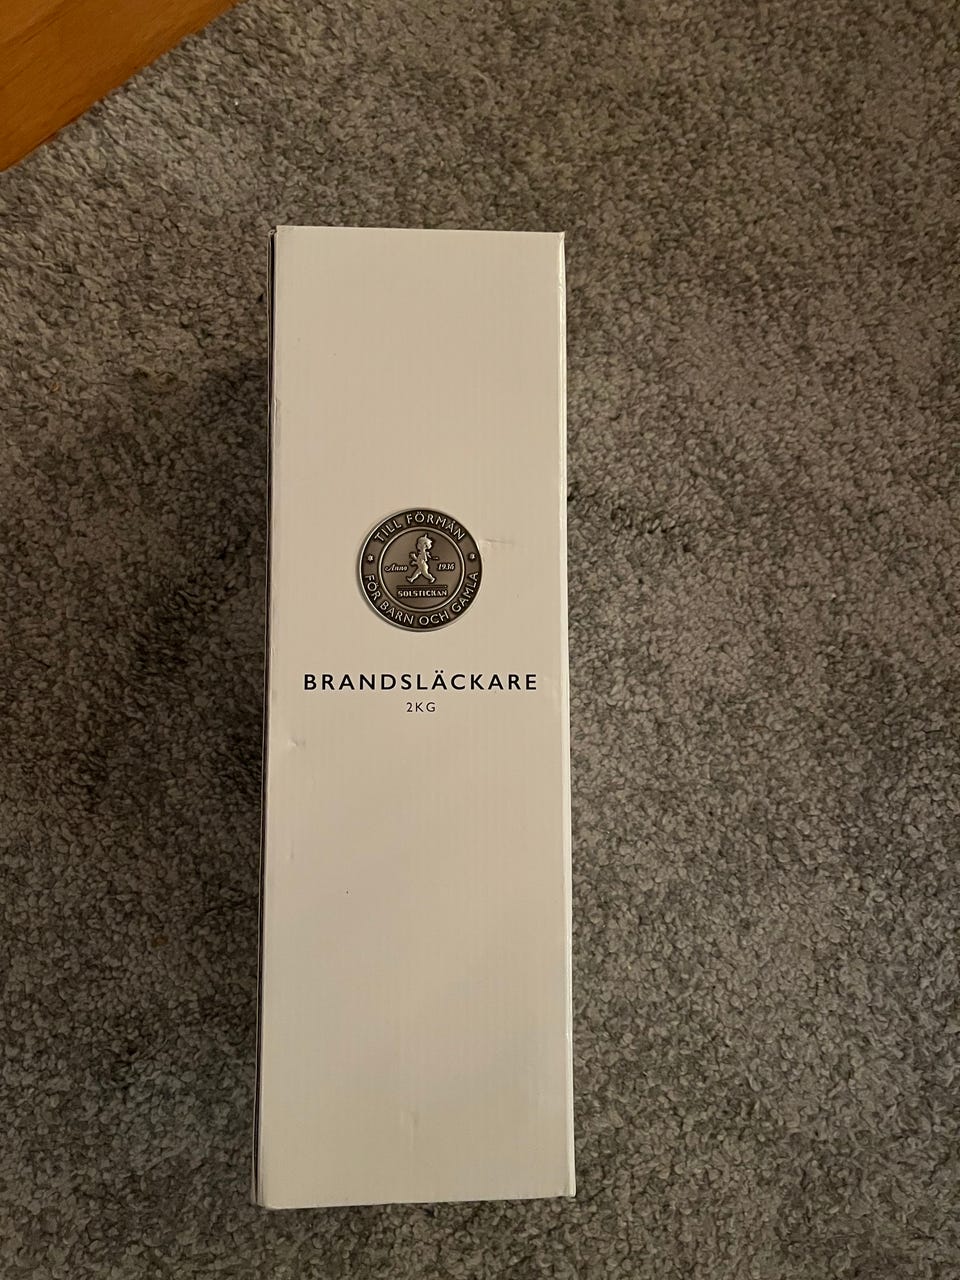 TILL FÖRMÅN
Anno 1936
SOLSTICKAN
FÖR BARN OCH GAMLA
BRANDSLÄCKARE
2KG